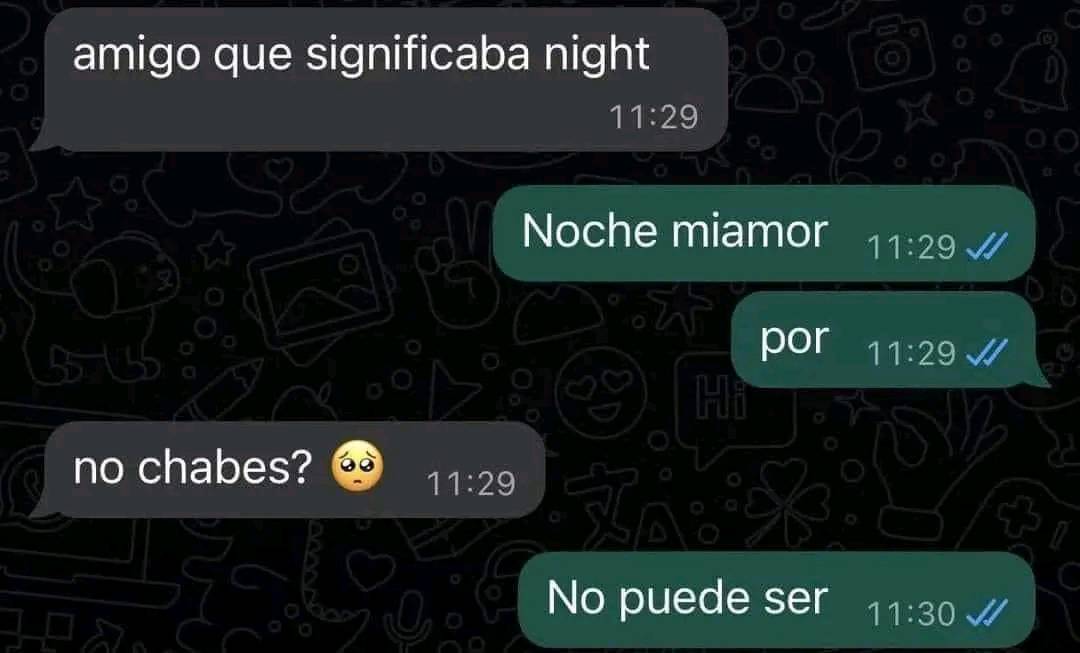 amigo que significaba night
11:29
Noche miamor 11:29
por 11:29
no chabes? 🥺 11:29
No puede ser 11:30
Hi